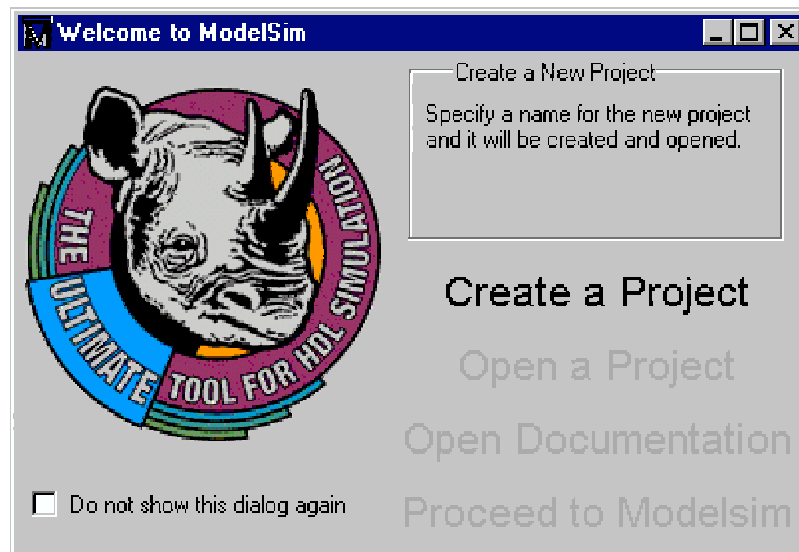 Welcome to ModelSim
Create a New Project
Specify a name for the new project
and it will be created and opened.
THE ULTIMATE TOOL FOR HDL SIMULATION
Create a Project
Open a Project
Open Documentation
Proceed to Modelsim
Do not show this dialog again